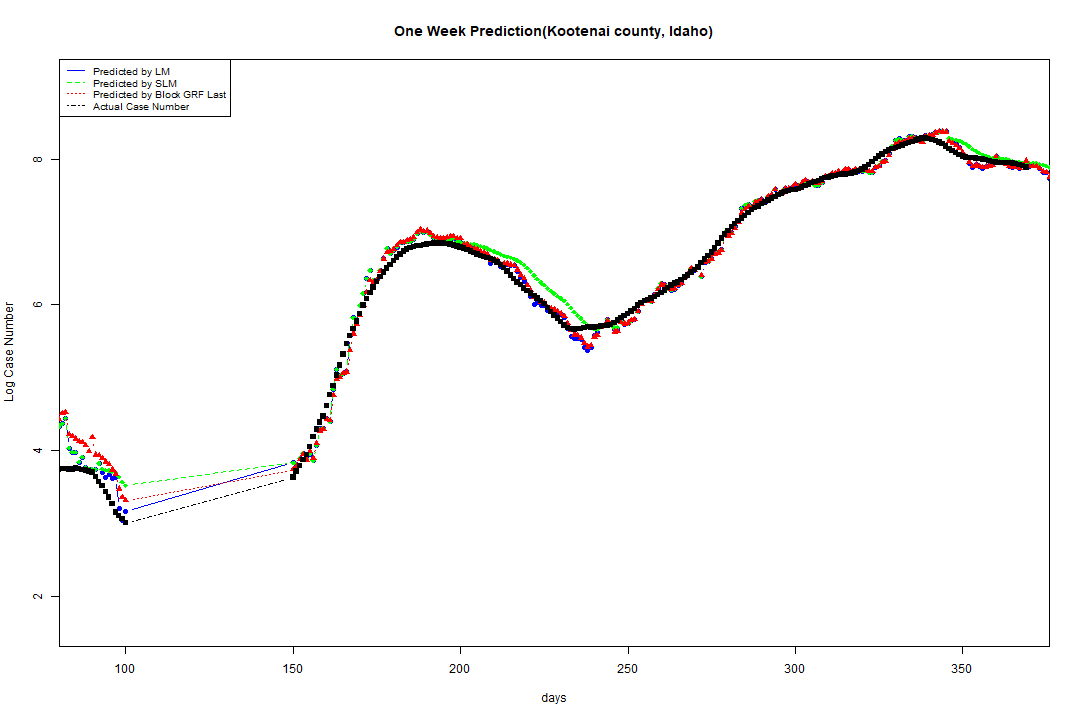 One Week Prediction(Kootenai county, Idaho)
Predicted by LM
Predicted by SLM
Predicted by Block GRF Last
Actual Case Number
8
6
4
2
Log Case Number
100 150 200 250 300 350
days